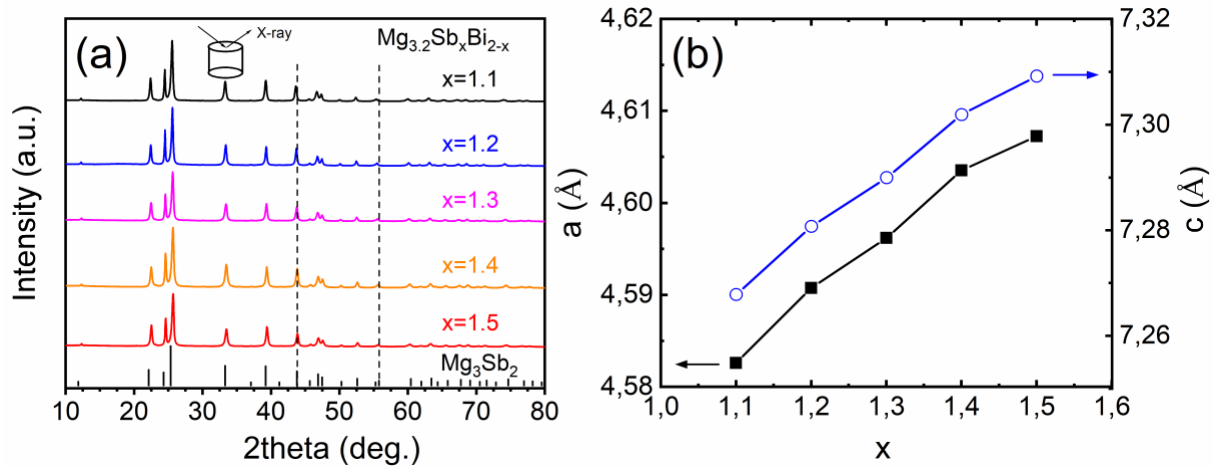 (a)
X-ray
Mg3.2SbxBi2-x
x=1.1
x=1.2
x=1.3
x=1.4
x=1.5
Mg3Sb2
Intensity (a.u.)
10 20 30 40 50 60 70 80
2theta (deg.)
(b)
4,62
4,61
4,60
4,59
4,58
a (Å)
7,32
7,30
7,28
7,26
c (Å)
1,0 1,1 1,2 1,3 1,4 1,5 1,6
x